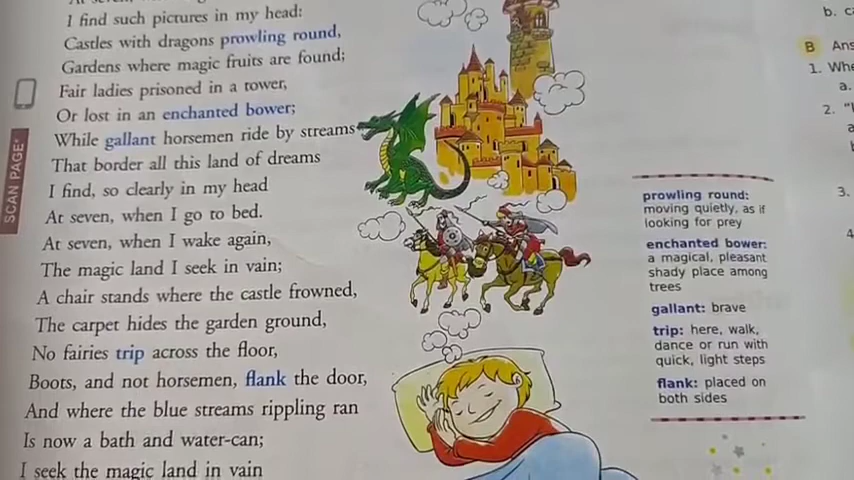 I find such pictures in my head:
Castles with dragons prowling round,
Gardens where magic fruits are found;
Fair ladies prisoned in a tower,
Or lost in an enchanted bower;
While gallant horsemen ride by streams
That border all this land of dreams
I find, so clearly in my head
At seven, when I go to bed.
At seven, when I wake again,
The magic land I seek in vain;
A chair stands where the castle frowned,
The carpet hides the garden ground,
No fairies trip across the floor,
Boots, and not horsemen, flank the door,
And where the blue streams rippling ran
Is now a bath and water-can;
I seek the magic land in vain
SCAN PAGE
prowling round:
moving quietly, as if
looking for prey
enchanted bower:
a magical, pleasant
shady place among
trees
gallant: brave
trip: here, walk,
dance or run with
quick, light steps
flank: placed on
both sides
b.
B
1.
a.
2.
3.
4